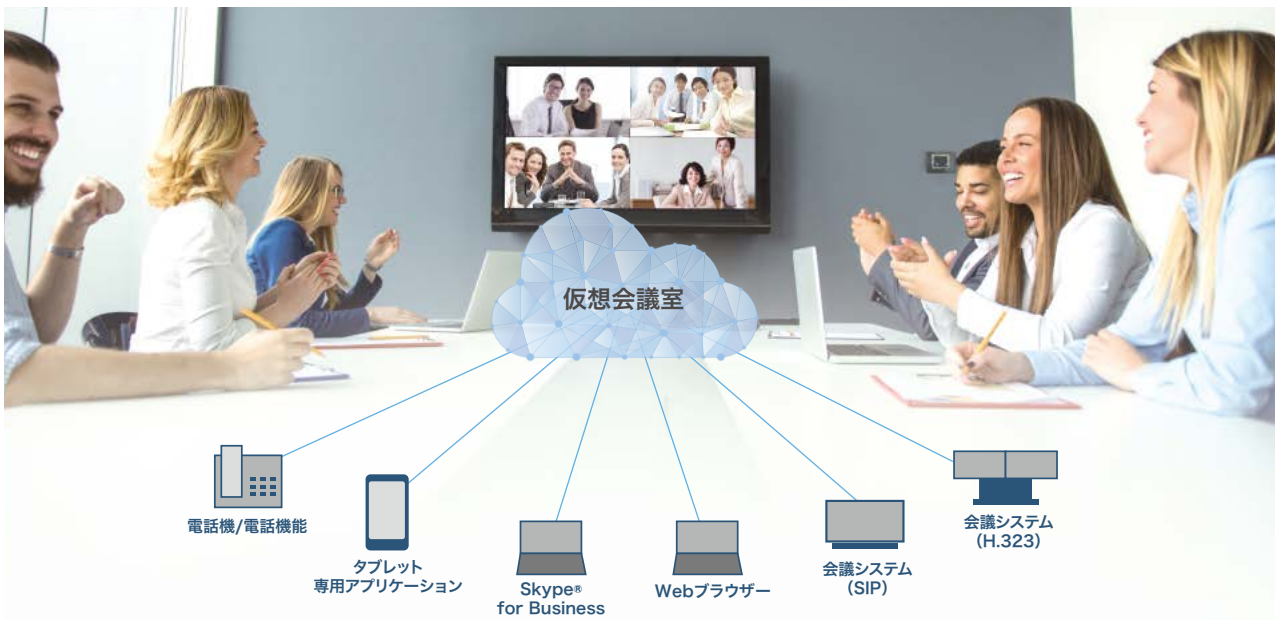 仮想会議室
電話機/電話機能
タブレット
専用アプリケーション
Skype®
for Business
Webブラウザー
会議システム
(SIP)
会議システム
(H.323)